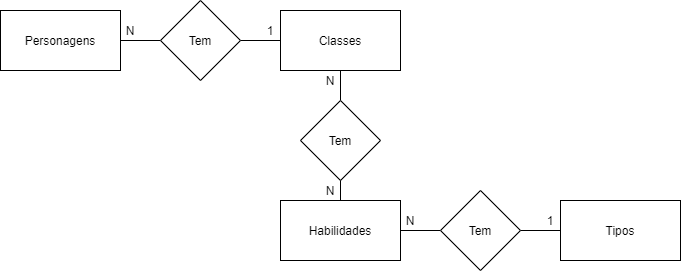 Personagens
N
Tem
1
Classes
N
Tem
N
Habilidades
N
Tem
1
Tipos